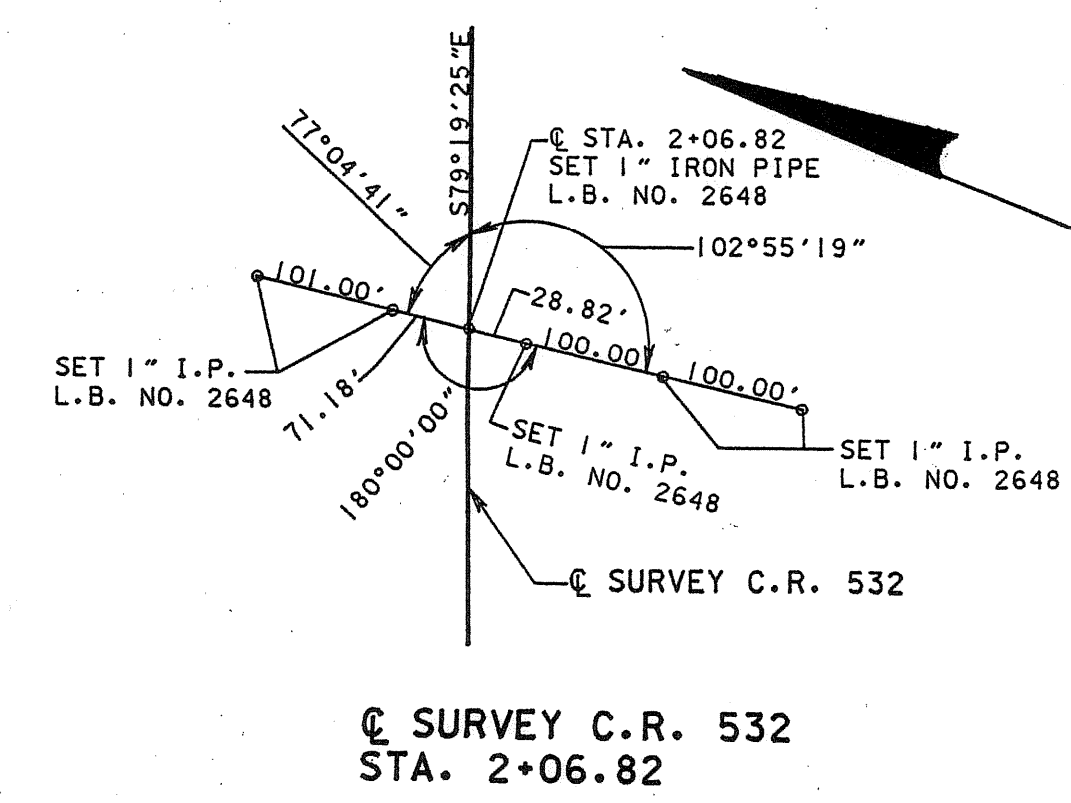 S79°19'25"E
77°04'41"
℄ STA. 2+06.82
SET 1" IRON PIPE
L.B. NO. 2648
102°55'19"
101.00'
28.82'
100.00'
100.00'
SET 1" I.P.
L.B. NO. 2648
71.18'
180°00'00"
SET 1" I.P.
L.B. NO. 2648
SET 1" I.P.
L.B. NO. 2648
℄ SURVEY C.R. 532
℄ SURVEY C.R. 532
STA. 2+06.82